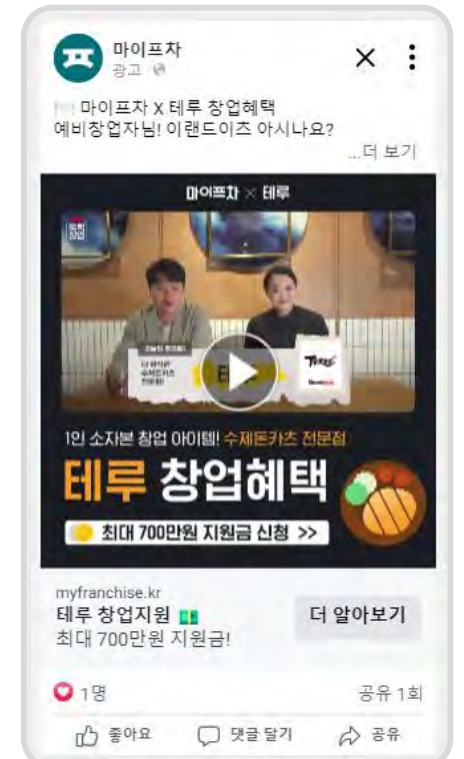 마이프차
광고
마이프차 X 테루 창업혜택
예비창업자님! 이랜드이츠 아시나요?
...더 보기
마이프차 × 테루
1인 소자본 창업 아이템! 수제돈카츠 전문점
테루 창업혜택
최대 700만원 지원금 신청 >>
myfranchise.kr
테루 창업지원
최대 700만원 지원금!
더 알아보기
1명
공유 1회
좋아요
댓글 달기
공유